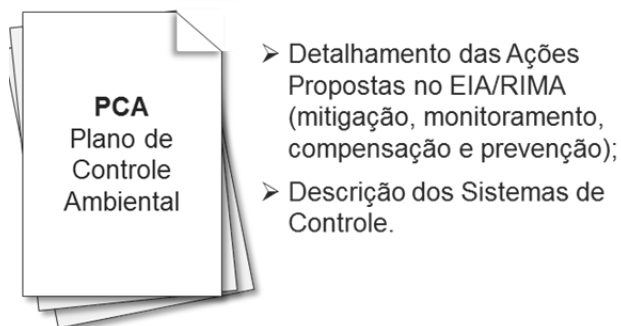 PCA
Plano de
Controle
Ambiental
➢ Detalhamento das Ações
Propostas no EIA/RIMA
(mitigação, monitoramento,
compensação e prevenção);
➢ Descrição dos Sistemas de
Controle.